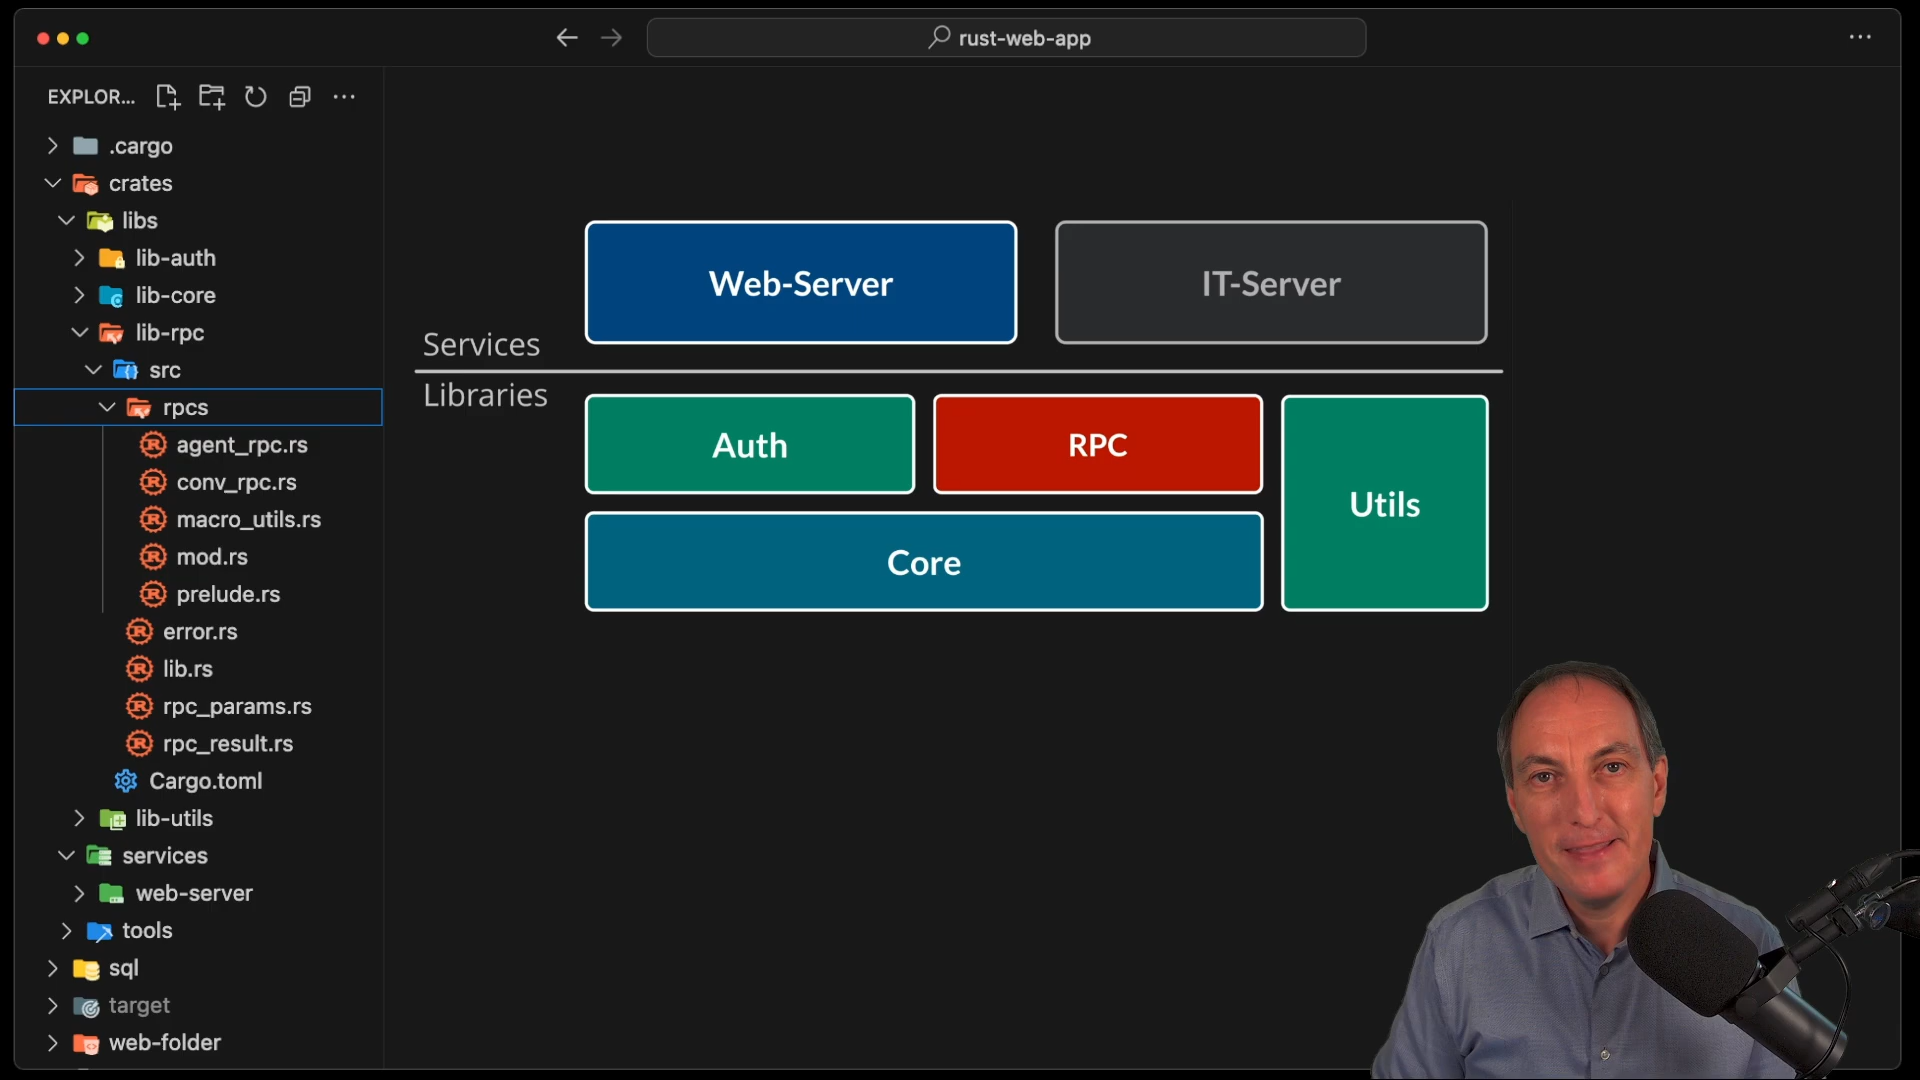 rust-web-app
EXPLOR...
.cargo
crates
libs
lib-auth
lib-core
lib-rpc
src
rpcs
agent_rpc.rs
conv_rpc.rs
macro_utils.rs
mod.rs
prelude.rs
error.rs
lib.rs
rpc_params.rs
rpc_result.rs
Cargo.toml
lib-utils
services
web-server
tools
sql
target
web-folder
Web-Server
IT-Server
Services
Libraries
Auth
RPC
Utils
Core